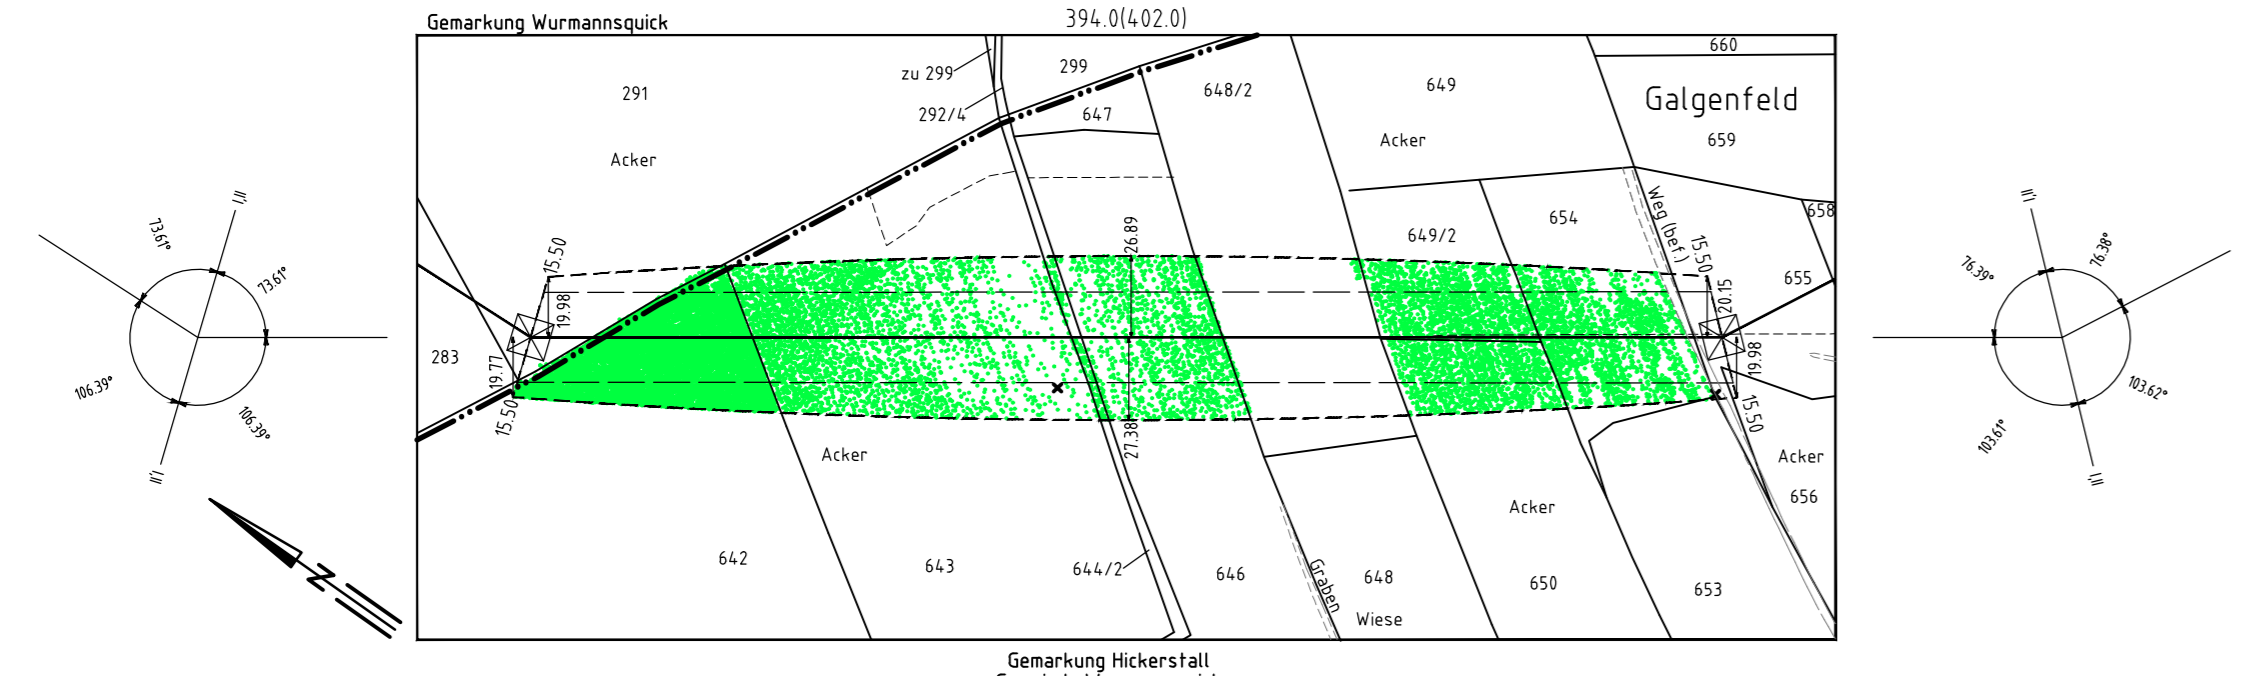 Gemarkung Wurmannsquick
394.0(402.0)
660
zu 299
299
291
648/2
649
Galgenfeld
292/4
647
659
Acker
Acker
Weg (bef.)
658
654
649/2
655
I,II
73.61°
73.61°
106.39°
106.39°
I,II
N
15.50
19.98
26.89
15.50
20.15
II,I
76.39°
76.38°
283
19.77
15.50
27.38
19.98
15.50
103.62°
103.61°
I,II
Acker
Acker
656
Acker
642
643
644/2
646
Graben
648
650
653
Wiese
Gemarkung Hickerstall